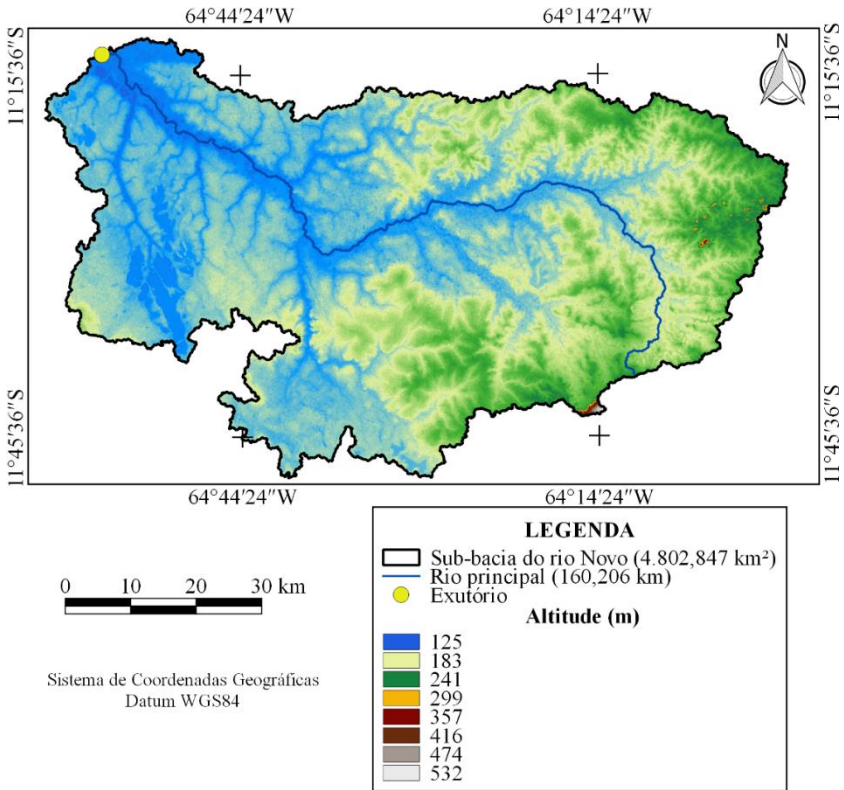 64°44'24"W 64°14'24"W
11°15'36"S 11°15'36"S
N
11°45'36"S 11°45'36"S
64°44'24"W 64°14'24"W
LEGENDA
Sub-bacia do rio Novo (4.802,847 km²)
Rio principal (160,206 km)
Exutório
Altitude (m)
125
183
241
299
357
416
474
532
0 10 20 30 km
Sistema de Coordenadas Geográficas
Datum WGS84